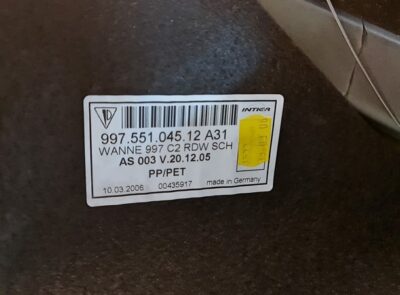 INTIER
997.551.045.12 A31
WANNE 997 C2 RDW SCH
AS 003 V.20.12.05
PP/PET
10.03.2006 00435917 made in Germany